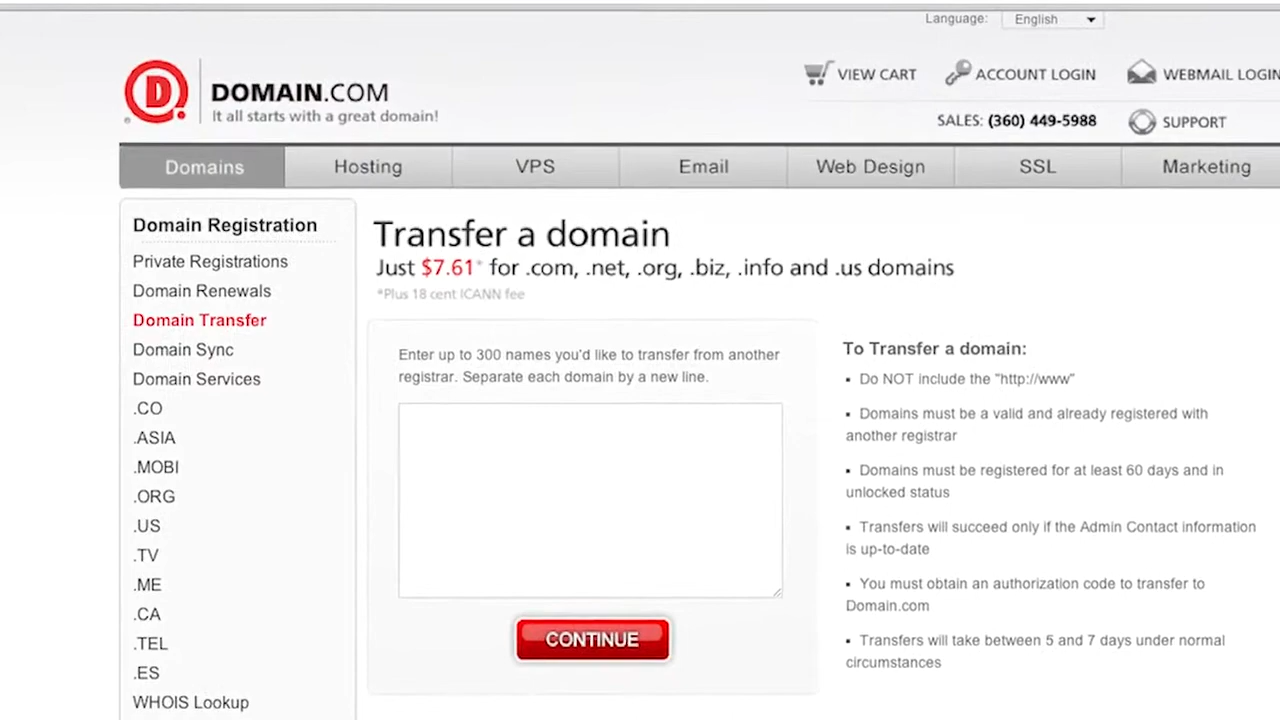 Language: English
VIEW CART ACCOUNT LOGIN WEBMAIL LOGIN
D ®
DOMAIN.COM
It all starts with a great domain!
SALES: (360) 449-5988 SUPPORT
Domains Hosting VPS Email Web Design SSL Marketing
Domain Registration
Private Registrations
Domain Renewals
Domain Transfer
Domain Sync
Domain Services
.CO
.ASIA
.MOBI
.ORG
.US
.TV
.ME
.CA
.TEL
.ES
WHOIS Lookup
Transfer a domain
Just $7.61* for .com, .net, .org, .biz, .info and .us domains
*Plus 18 cent ICANN fee
Enter up to 300 names you'd like to transfer from another
registrar. Separate each domain by a new line.
CONTINUE
To Transfer a domain:
▪ Do NOT include the "http://www"
▪ Domains must be a valid and already registered with
another registrar
▪ Domains must be registered for at least 60 days and in
unlocked status
▪ Transfers will succeed only if the Admin Contact information
is up-to-date
▪ You must obtain an authorization code to transfer to
Domain.com
▪ Transfers will take between 5 and 7 days under normal
circumstances